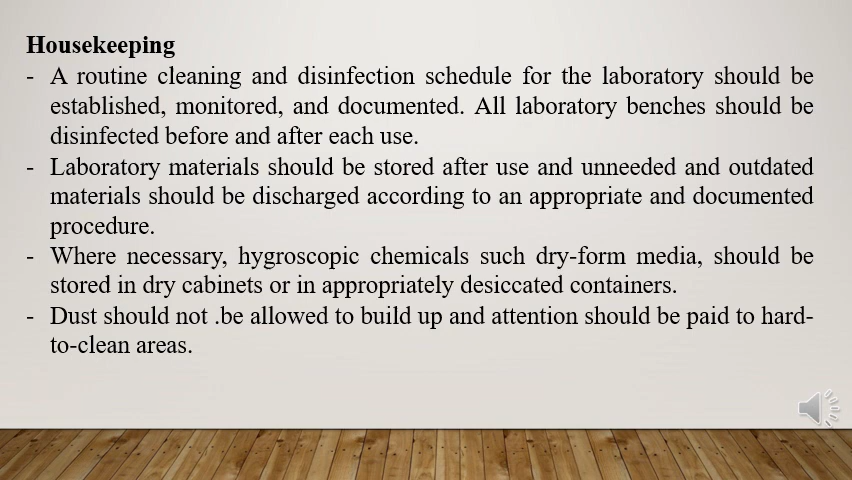 Housekeeping
- A routine cleaning and disinfection schedule for the laboratory should be
established, monitored, and documented. All laboratory benches should be
disinfected before and after each use.
- Laboratory materials should be stored after use and unneeded and outdated
materials should be discharged according to an appropriate and documented
procedure.
- Where necessary, hygroscopic chemicals such dry-form media, should be
stored in dry cabinets or in appropriately desiccated containers.
- Dust should not .be allowed to build up and attention should be paid to hard-
to-clean areas.